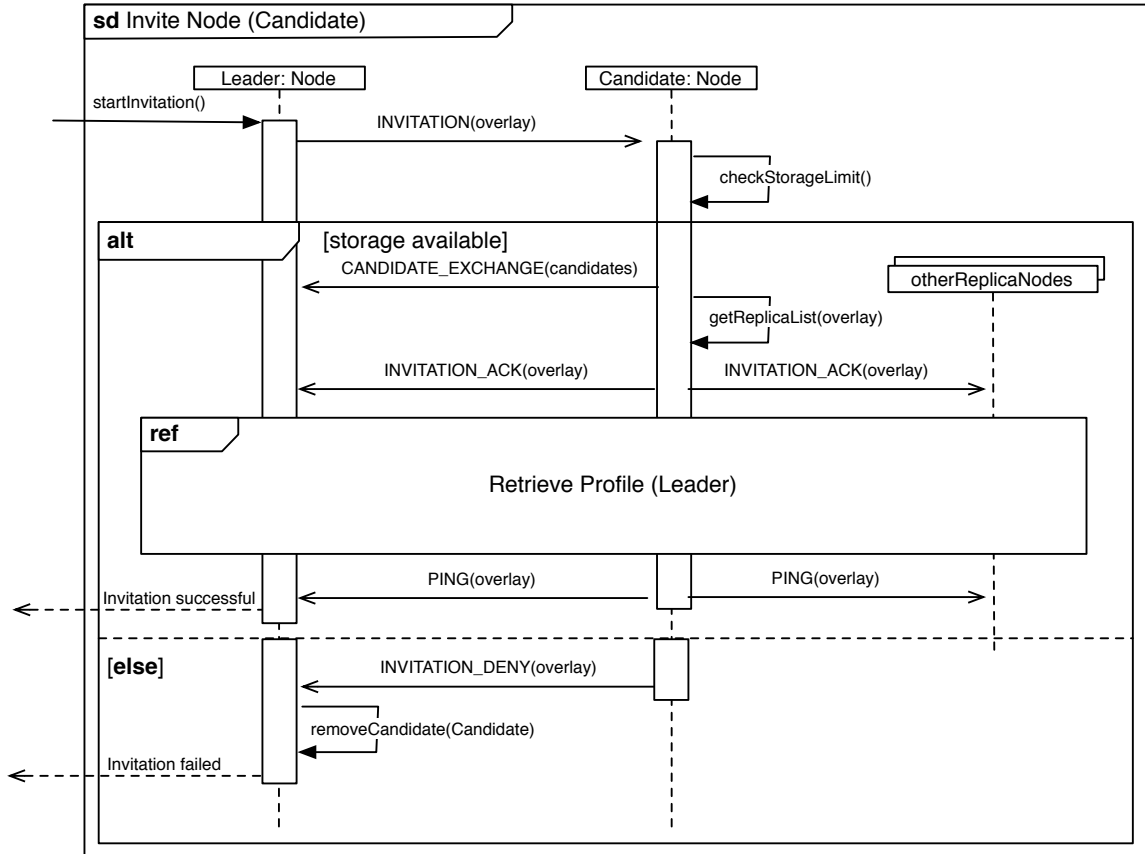 sd Invite Node (Candidate)
Leader: Node
Candidate: Node
startInvitation()
INVITATION(overlay)
checkStorageLimit()
alt
[storage available]
CANDIDATE_EXCHANGE(candidates)
otherReplicaNodes
getReplicaList(overlay)
INVITATION_ACK(overlay)
INVITATION_ACK(overlay)
ref
Retrieve Profile (Leader)
PING(overlay)
PING(overlay)
Invitation successful
[else]
INVITATION_DENY(overlay)
removeCandidate(Candidate)
Invitation failed